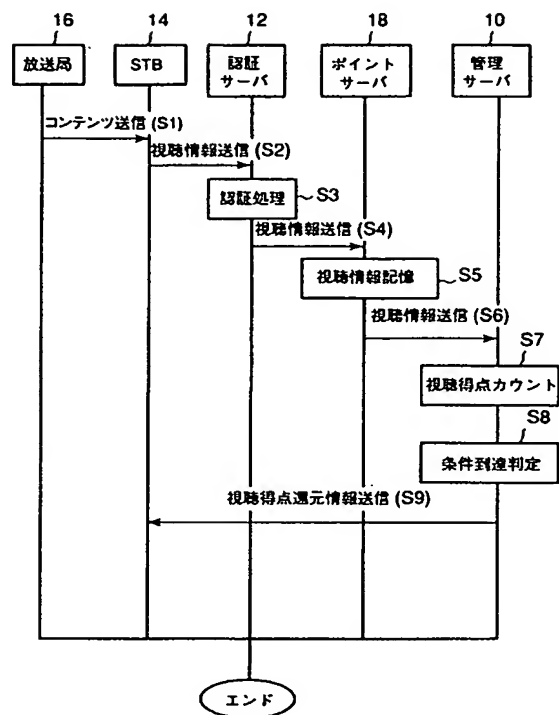 16
14
12
18
10
放送局
STB
認証
サーバ
ポイント
サーバ
管理
サーバ
コンテンツ送信 (S1)
視聴情報送信 (S2)
認証処理
S3
視聴情報送信 (S4)
視聴情報記憶
S5
視聴情報送信 (S6)
S7
視聴得点カウント
S8
条件到達判定
視聴得点還元情報送信 (S9)
エンド